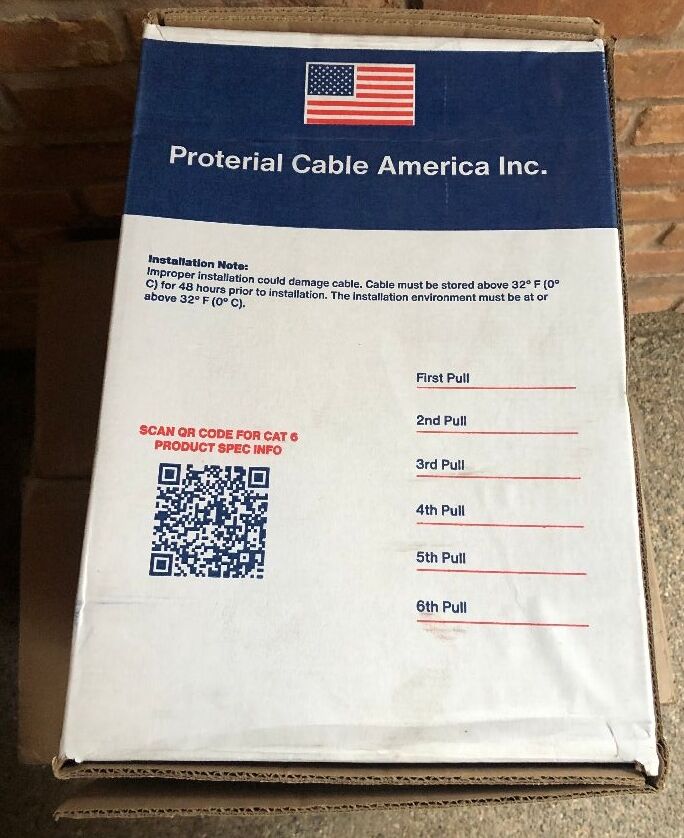 Proterial Cable America Inc.
Installation Note:
Improper installation could damage cable. Cable must be stored above 32° F (0°
C) for 48 hours prior to installation. The installation environment must be at or
above 32° F (0° C).
First Pull
2nd Pull
SCAN QR CODE FOR CAT 6
PRODUCT SPEC INFO
3rd Pull
4th Pull
5th Pull
6th Pull